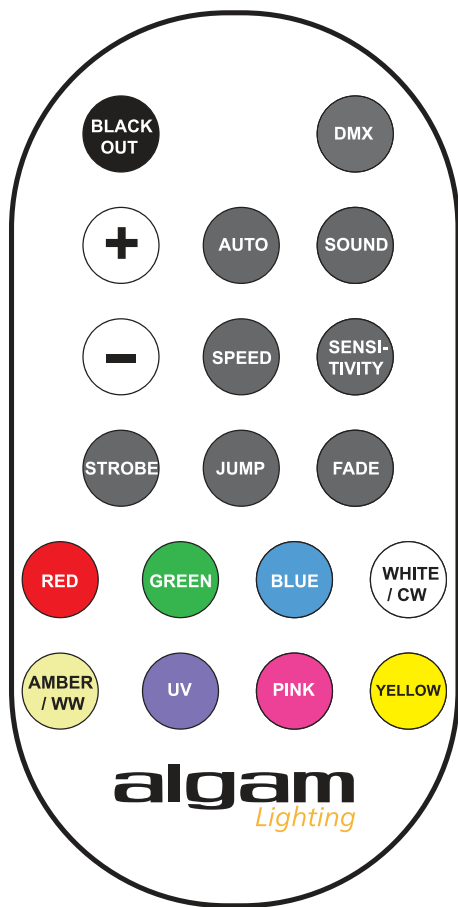 BLACK
OUT
DMX
+
AUTO
SOUND
-
SPEED
SENSI-
TIVITY
STROBE
JUMP
FADE
RED
GREEN
BLUE
WHITE
/ CW
AMBER
/ WW
UV
PINK
YELLOW
algam
Lighting